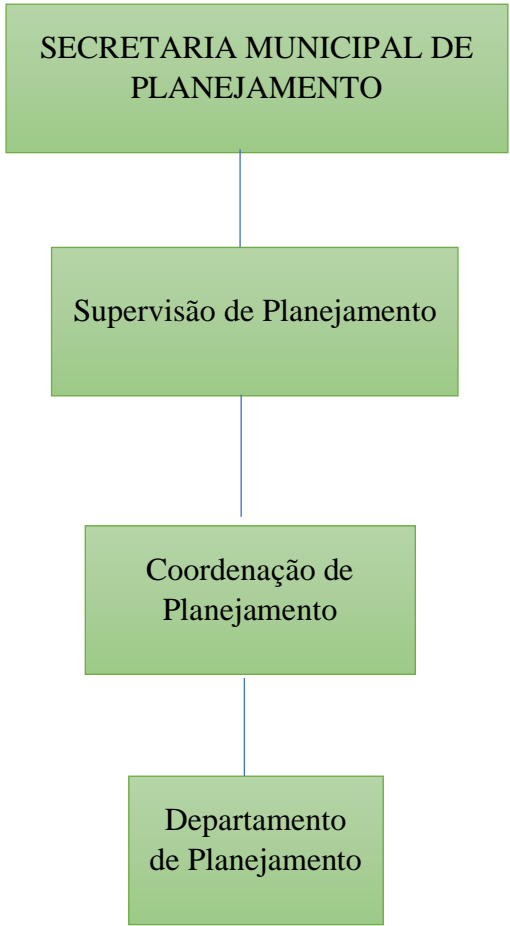 SECRETARIA MUNICIPAL DE
PLANEJAMENTO
Supervisão de Planejamento
Coordenação de
Planejamento
Departamento
de Planejamento